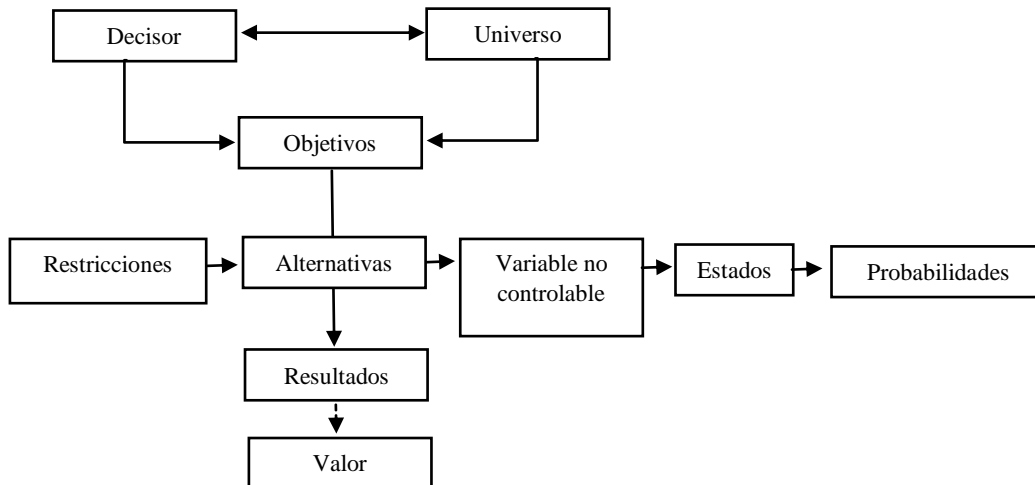 Decisor
Universo
Objetivos
Restricciones
Alternativas
Variable no
controlable
Estados
Probabilidades
Resultados
Valor